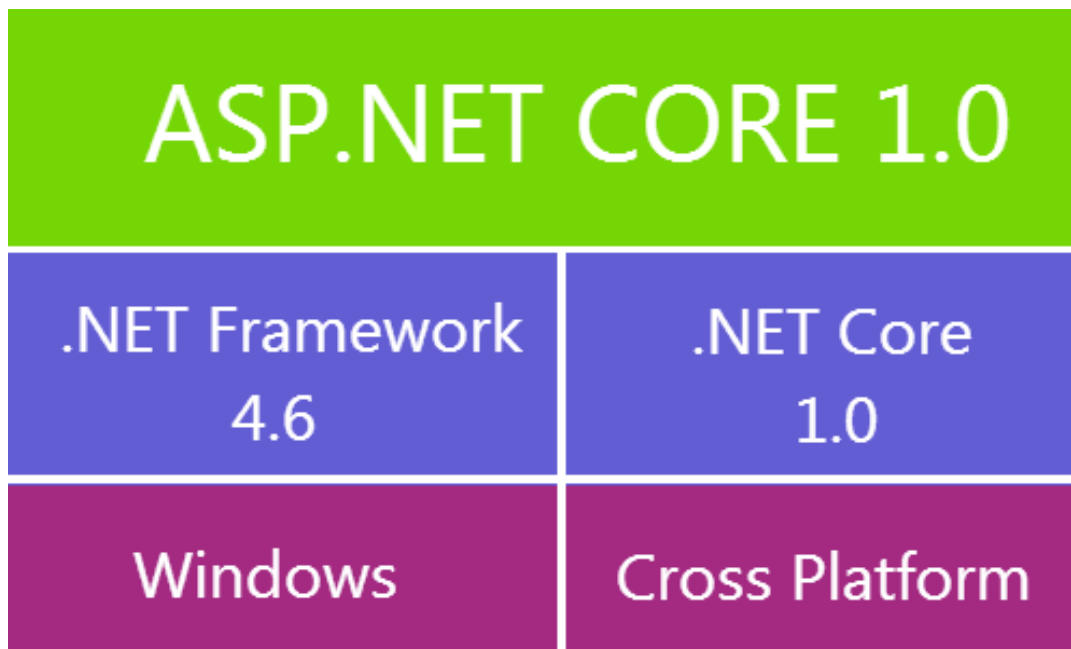 ASP.NET CORE 1.0
.NET Framework
4.6
.NET Core
1.0
Windows
Cross Platform